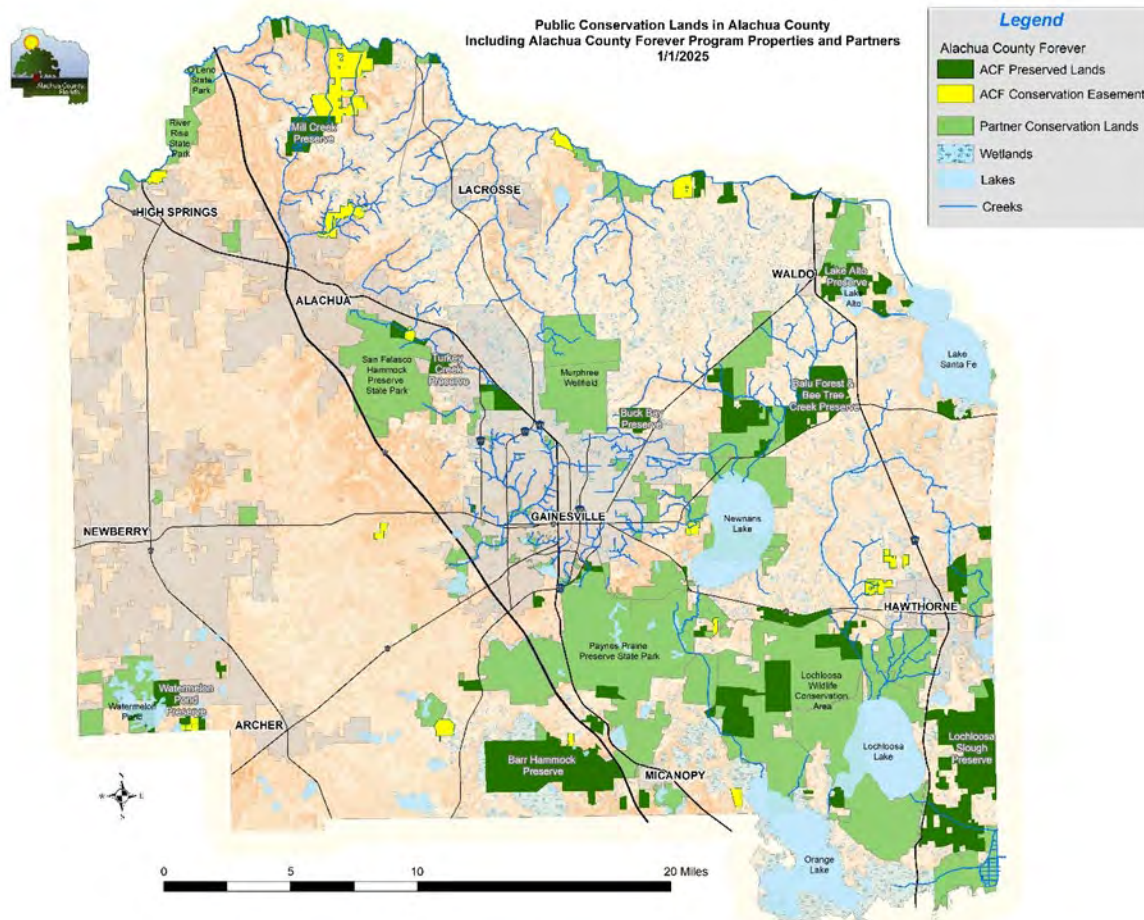 Public Conservation Lands in Alachua County
Including Alachua County Forever Program Properties and Partners
1/1/2025
Legend
Alachua County Forever
ACF Preserved Lands
ACF Conservation Easement
Partner Conservation Lands
Wetlands
Lakes
Creeks
Alachua County
O'Leno
State
Park
River
Rise
State
Park
Mill Creek
Preserve
LACROSSE
HIGH SPRINGS
ALACHUA
WALDO
Lake Alto
Preserve
Lake
Alto
Lake
Santa Fe
San Felasco
Hammock
Preserve
State Park
Turkey
Creek
Preserve
Murphree
Wellfield
Buck Bay
Preserve
Balu Forest &
Bee Tree
Creek Preserve
NEWBERRY
GAINESVILLE
Newnans
Lake
HAWTHORNE
Paynes Prairie
Preserve State Park
Lochloosa
Wildlife
Conservation
Area
Watermelon
Pond
Watermelon
Pond
Preserve
ARCHER
Barr Hammock
Preserve
MICANOPY
Lochloosa
Lake
Lochloosa
Slough
Preserve
Orange
Lake
W
E
0 5 10 20 Miles